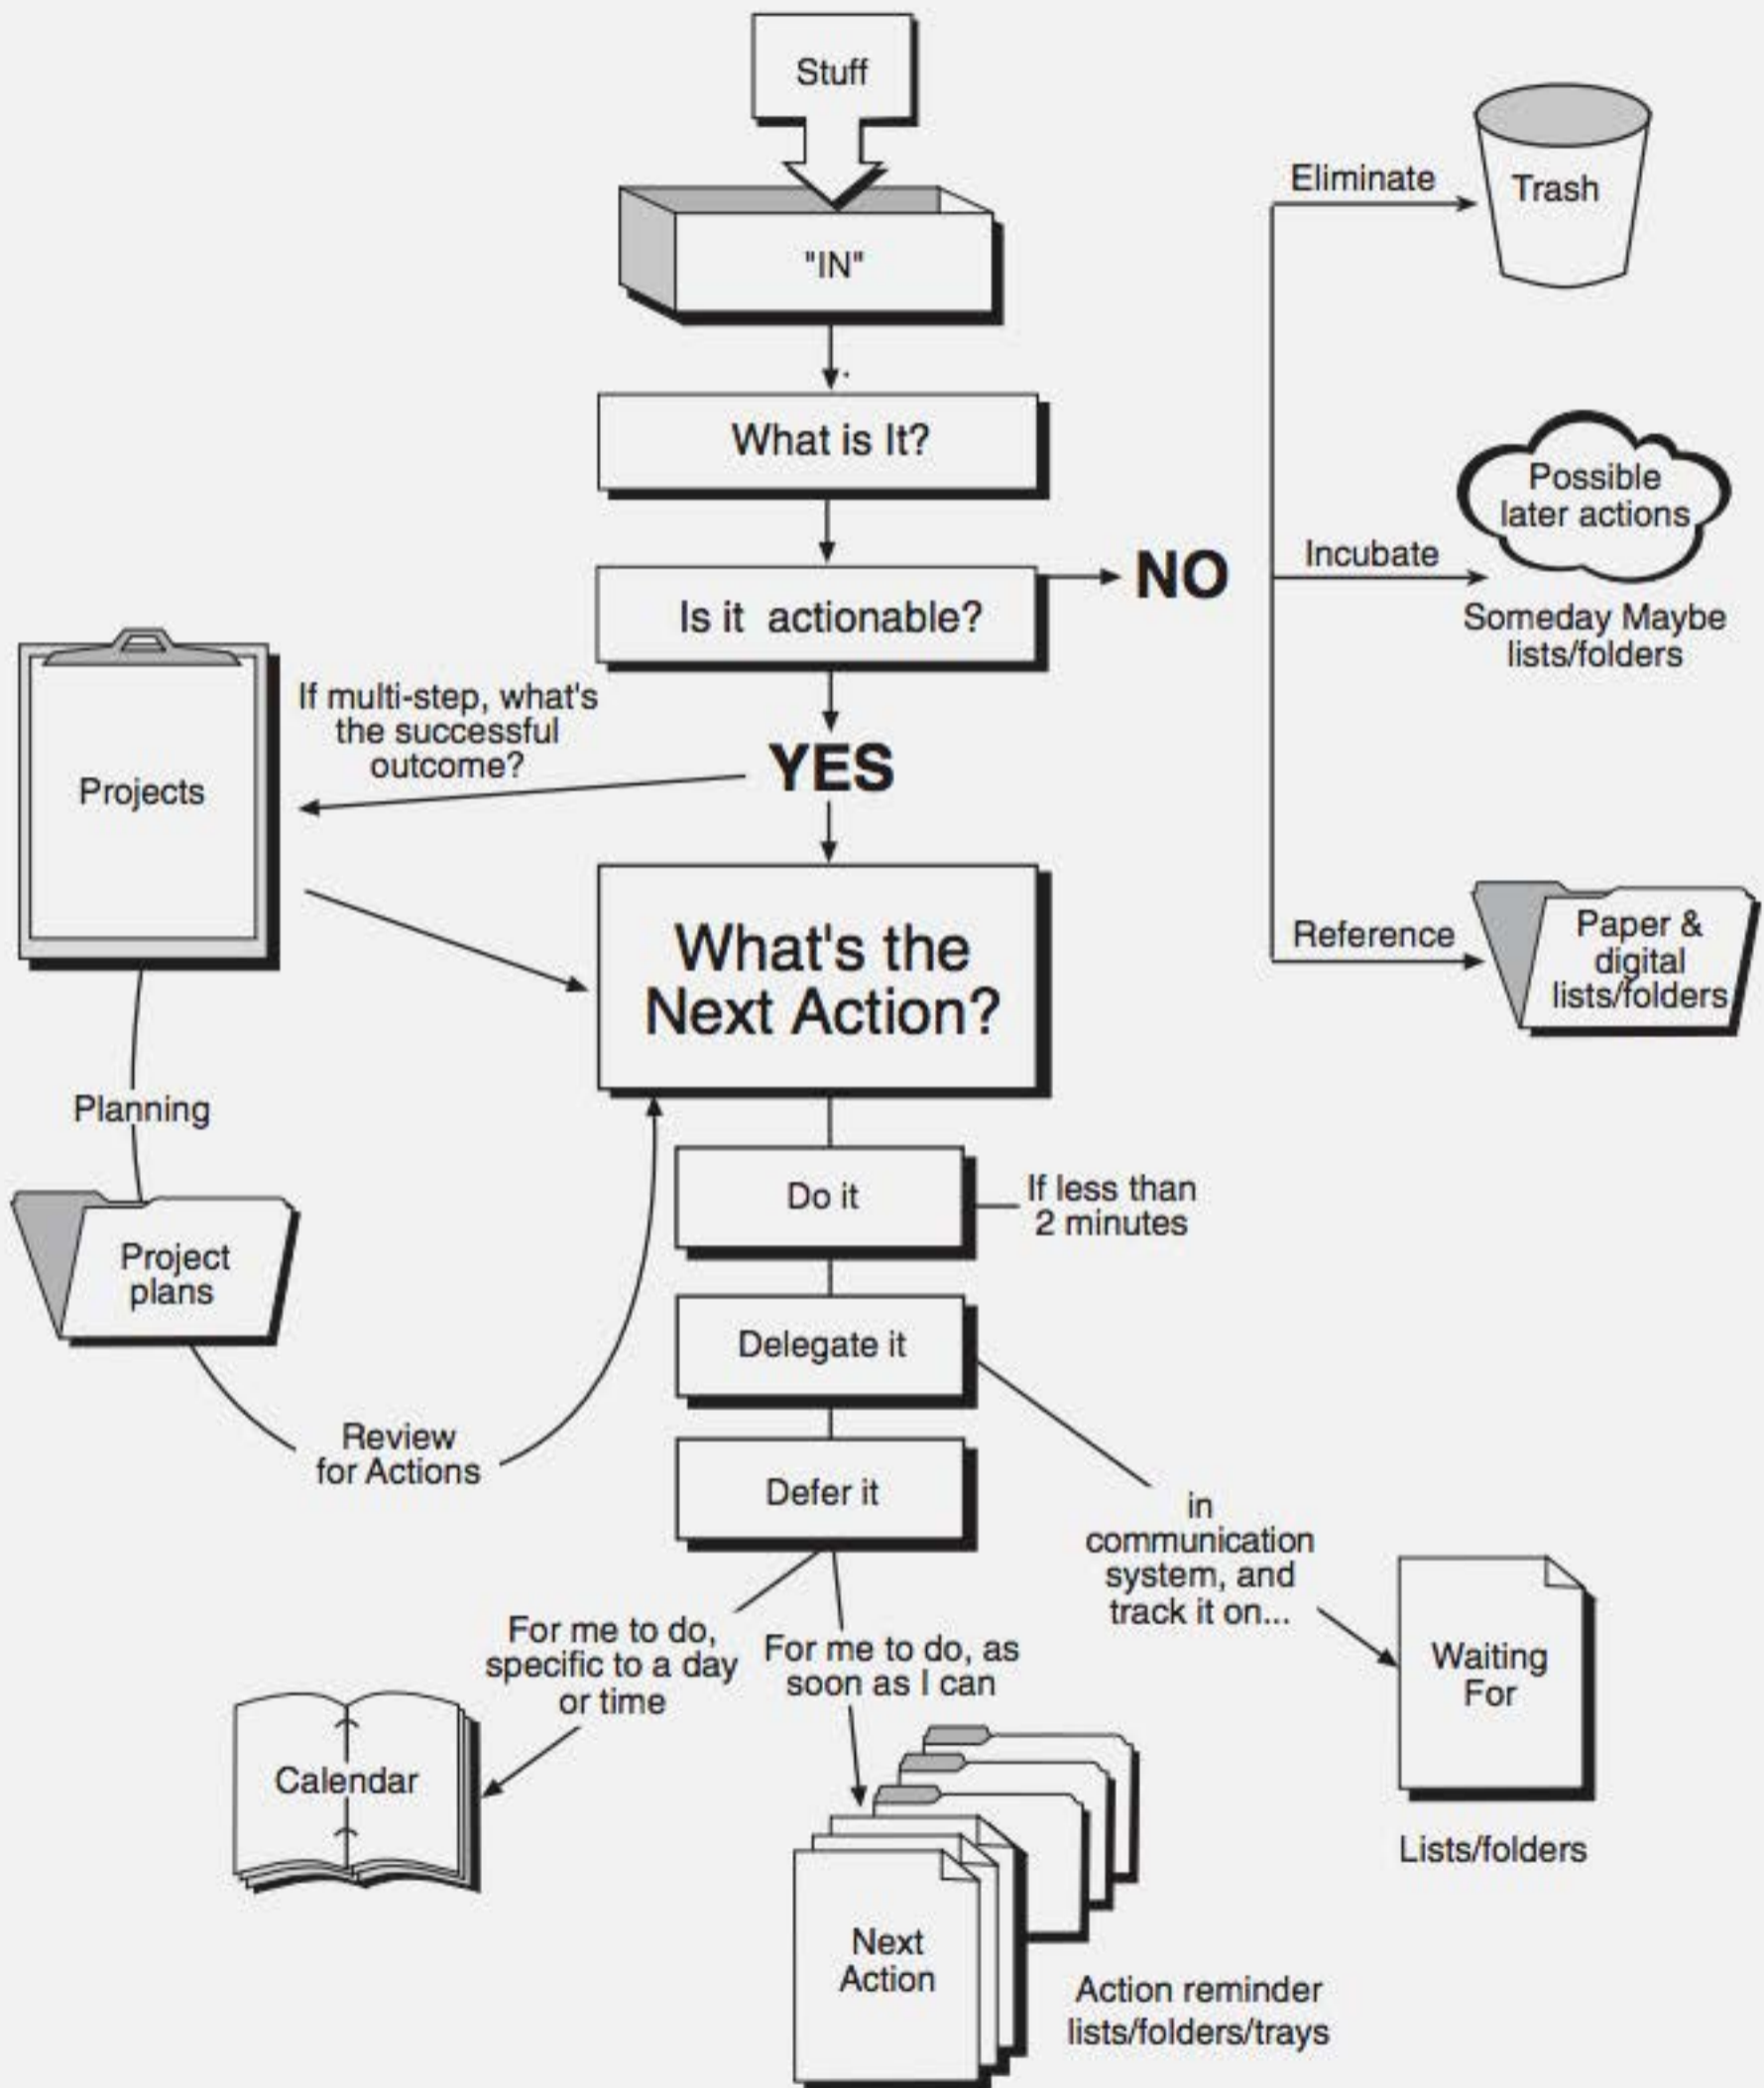 Stuff
"IN"
What is It?
Is it actionable?
NO
Eliminate
Trash
Incubate
Possible
later actions
Someday Maybe
lists/folders
Reference
Paper &
digital
lists/folders
YES
If multi-step, what's
the successful
outcome?
Projects
Planning
Project
plans
Review
for Actions
What's the
Next Action?
Do it
If less than
2 minutes
Delegate it
in
communication
system, and
track it on...
Waiting
For
Lists/folders
Defer it
For me to do,
specific to a day
or time
Calendar
For me to do, as
soon as I can
Next
Action
Action reminder
lists/folders/trays